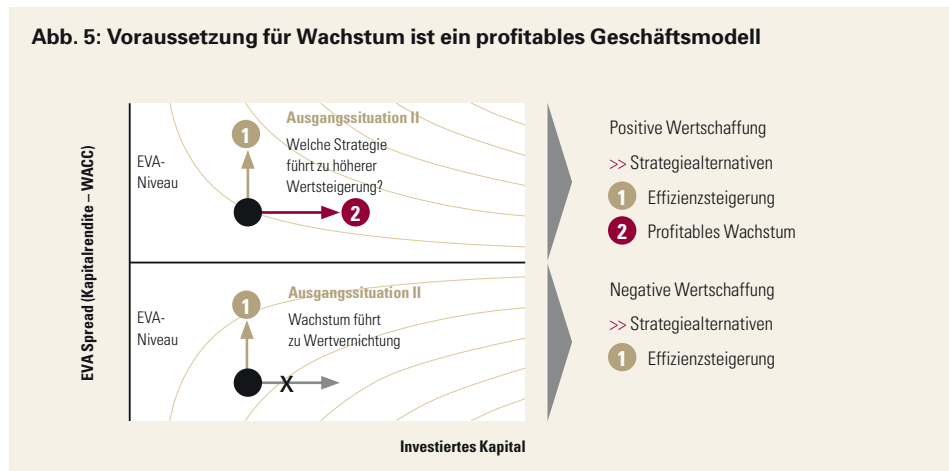 Abb. 5: Voraussetzung für Wachstum ist ein profitables Geschäftsmodell
EVA Spread (Kapitalrendite – WACC)
EVA-
Niveau
1
Ausgangssituation II
Welche Strategie
führt zu höherer
Wertsteigerung?
2
Positive Wertschaffung
>> Strategiealternativen
1 Effizienzsteigerung
2 Profitables Wachstum
EVA-
Niveau
1
Ausgangssituation II
Wachstum führt
zu Wertvernichtung
X
Negative Wertschaffung
>> Strategiealternativen
1 Effizienzsteigerung
Investiertes Kapital